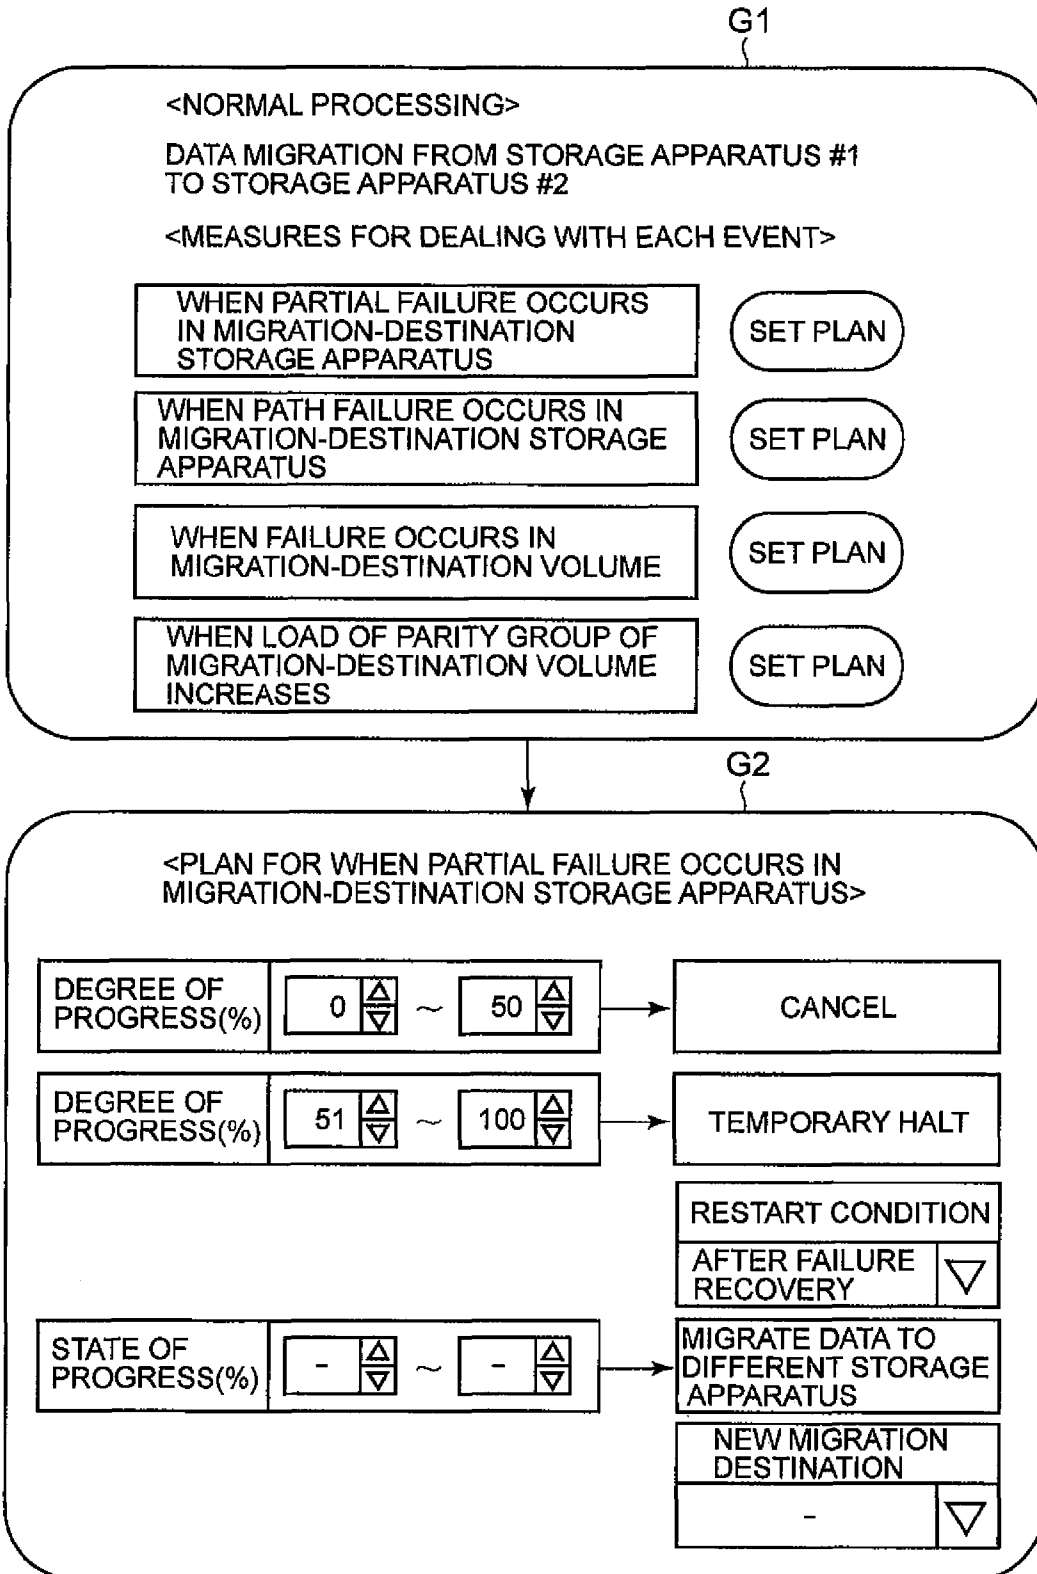 G1
<NORMAL PROCESSING>
DATA MIGRATION FROM STORAGE APPARATUS #1
TO STORAGE APPARATUS #2
<MEASURES FOR DEALING WITH EACH EVENT>
WHEN PARTIAL FAILURE OCCURS
IN MIGRATION-DESTINATION
STORAGE APPARATUS
SET PLAN
WHEN PATH FAILURE OCCURS IN
MIGRATION-DESTINATION STORAGE
APPARATUS
SET PLAN
WHEN FAILURE OCCURS IN
MIGRATION-DESTINATION VOLUME
SET PLAN
WHEN LOAD OF PARITY GROUP OF
MIGRATION-DESTINATION VOLUME
INCREASES
SET PLAN
G2
<PLAN FOR WHEN PARTIAL FAILURE OCCURS IN
MIGRATION-DESTINATION STORAGE APPARATUS>
DEGREE OF
PROGRESS(%)
0 ~ 50
CANCEL
DEGREE OF
PROGRESS(%)
51 ~ 100
TEMPORARY HALT
RESTART CONDITION
AFTER FAILURE
RECOVERY
STATE OF
PROGRESS(%)
- ~ -
MIGRATE DATA TO
DIFFERENT STORAGE
APPARATUS
NEW MIGRATION
DESTINATION
-